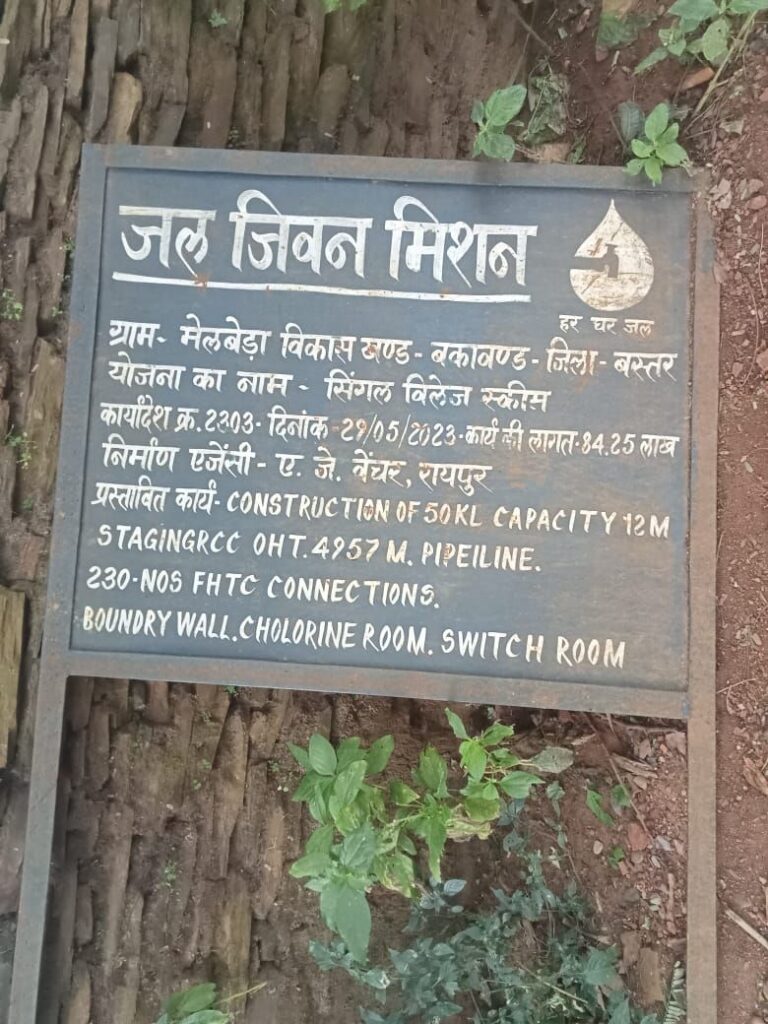 जल जिवन मिशन
हर घर जल
ग्राम- मेलबेड़ा विकास खण्ड - बकावण्ड - जिला - बस्तर
योजना का नाम - सिंगल विलेज स्कीम
कार्यादेश क्र. 2303 - दिनांक - 29/05/2023 - कार्य की लागत - 84.25 लाख
निर्माण एजेंसी - ए. जे. वेंचर, रायपुर
प्रस्तावित कार्य - CONSTRUCTION OF 50KL CAPACITY 12M
STAGINGRCC OHT. 4957 M. PIPEILINE.
230-NOS FHTC CONNECTIONS.
BOUNDRY WALL. CHOLORINE ROOM. SWITCH ROOM